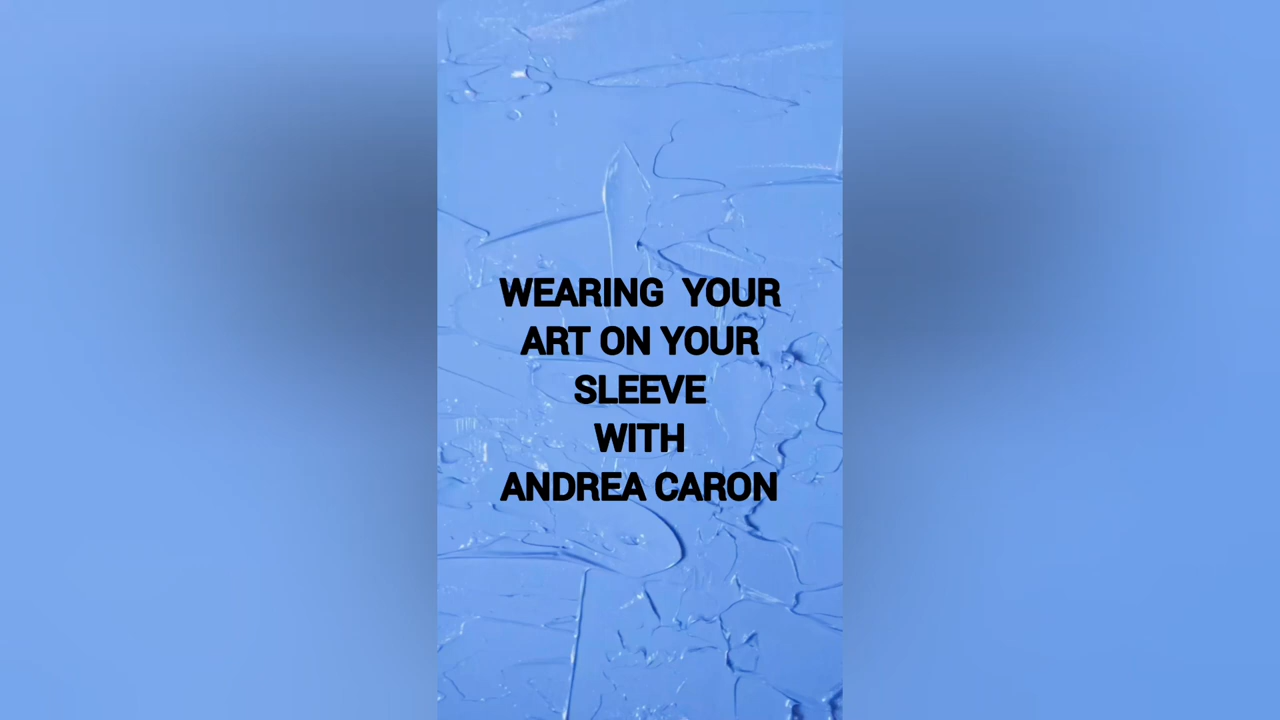 WEARING  YOUR
ART ON YOUR
SLEEVE
WITH
ANDREA CARON